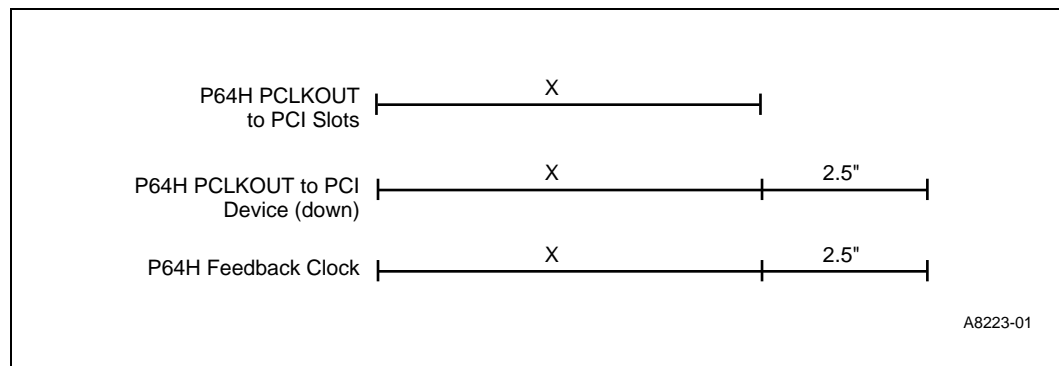 P64H PCLKOUT
to PCI Slots
X
P64H PCLKOUT to PCI
Device (down)
X
2.5"
P64H Feedback Clock
X
2.5"
A8223-01